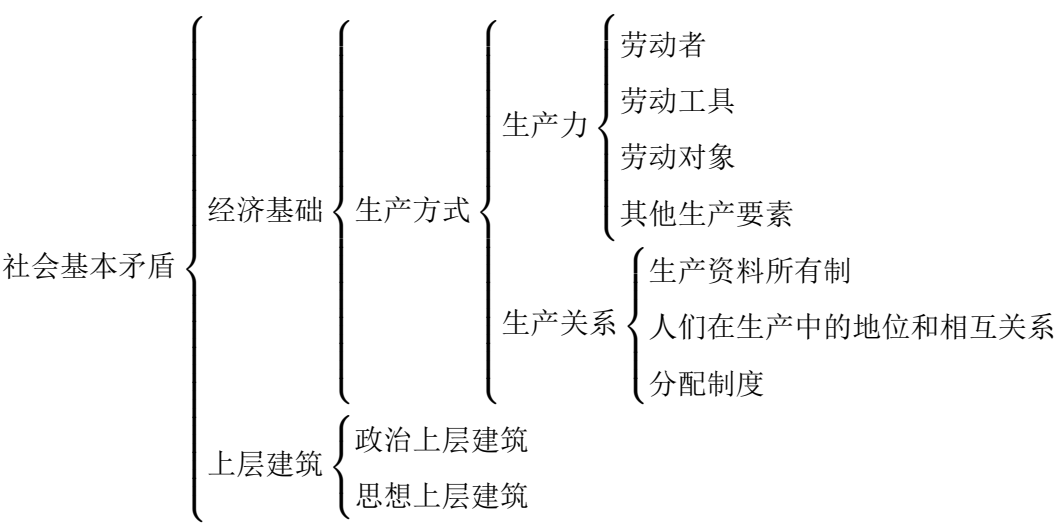 社会基本矛盾
经济基础
生产方式
生产力
劳动者
劳动工具
劳动对象
其他生产要素
生产关系
生产资料所有制
人们在生产中的地位和相互关系
分配制度
上层建筑
政治上层建筑
思想上层建筑